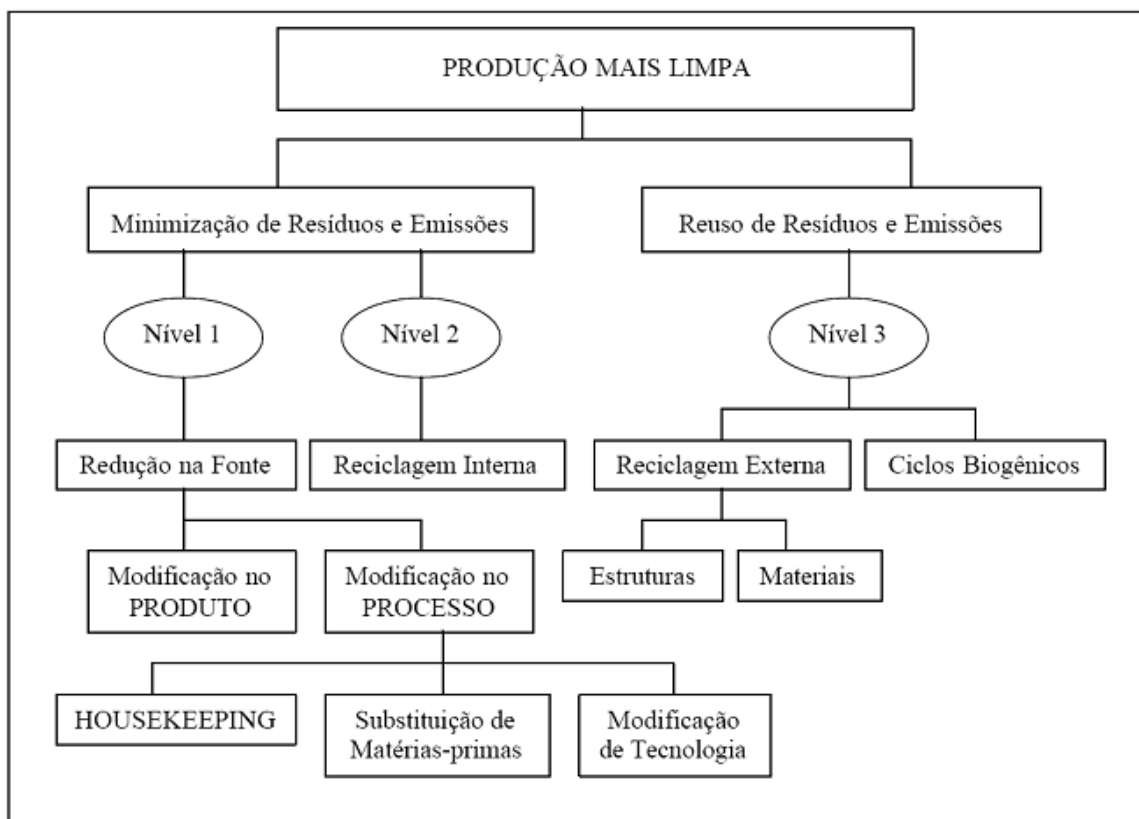 PRODUÇÃO MAIS LIMPA
Minimização de Resíduos e Emissões
Reuso de Resíduos e Emissões
Nível 1
Nível 2
Nível 3
Redução na Fonte
Reciclagem Interna
Reciclagem Externa
Ciclos Biogênicos
Modificação no
PRODUTO
Modificação no
PROCESSO
Estruturas
Materiais
HOUSEKEEPING
Substituição de
Matérias-primas
Modificação
de Tecnologia